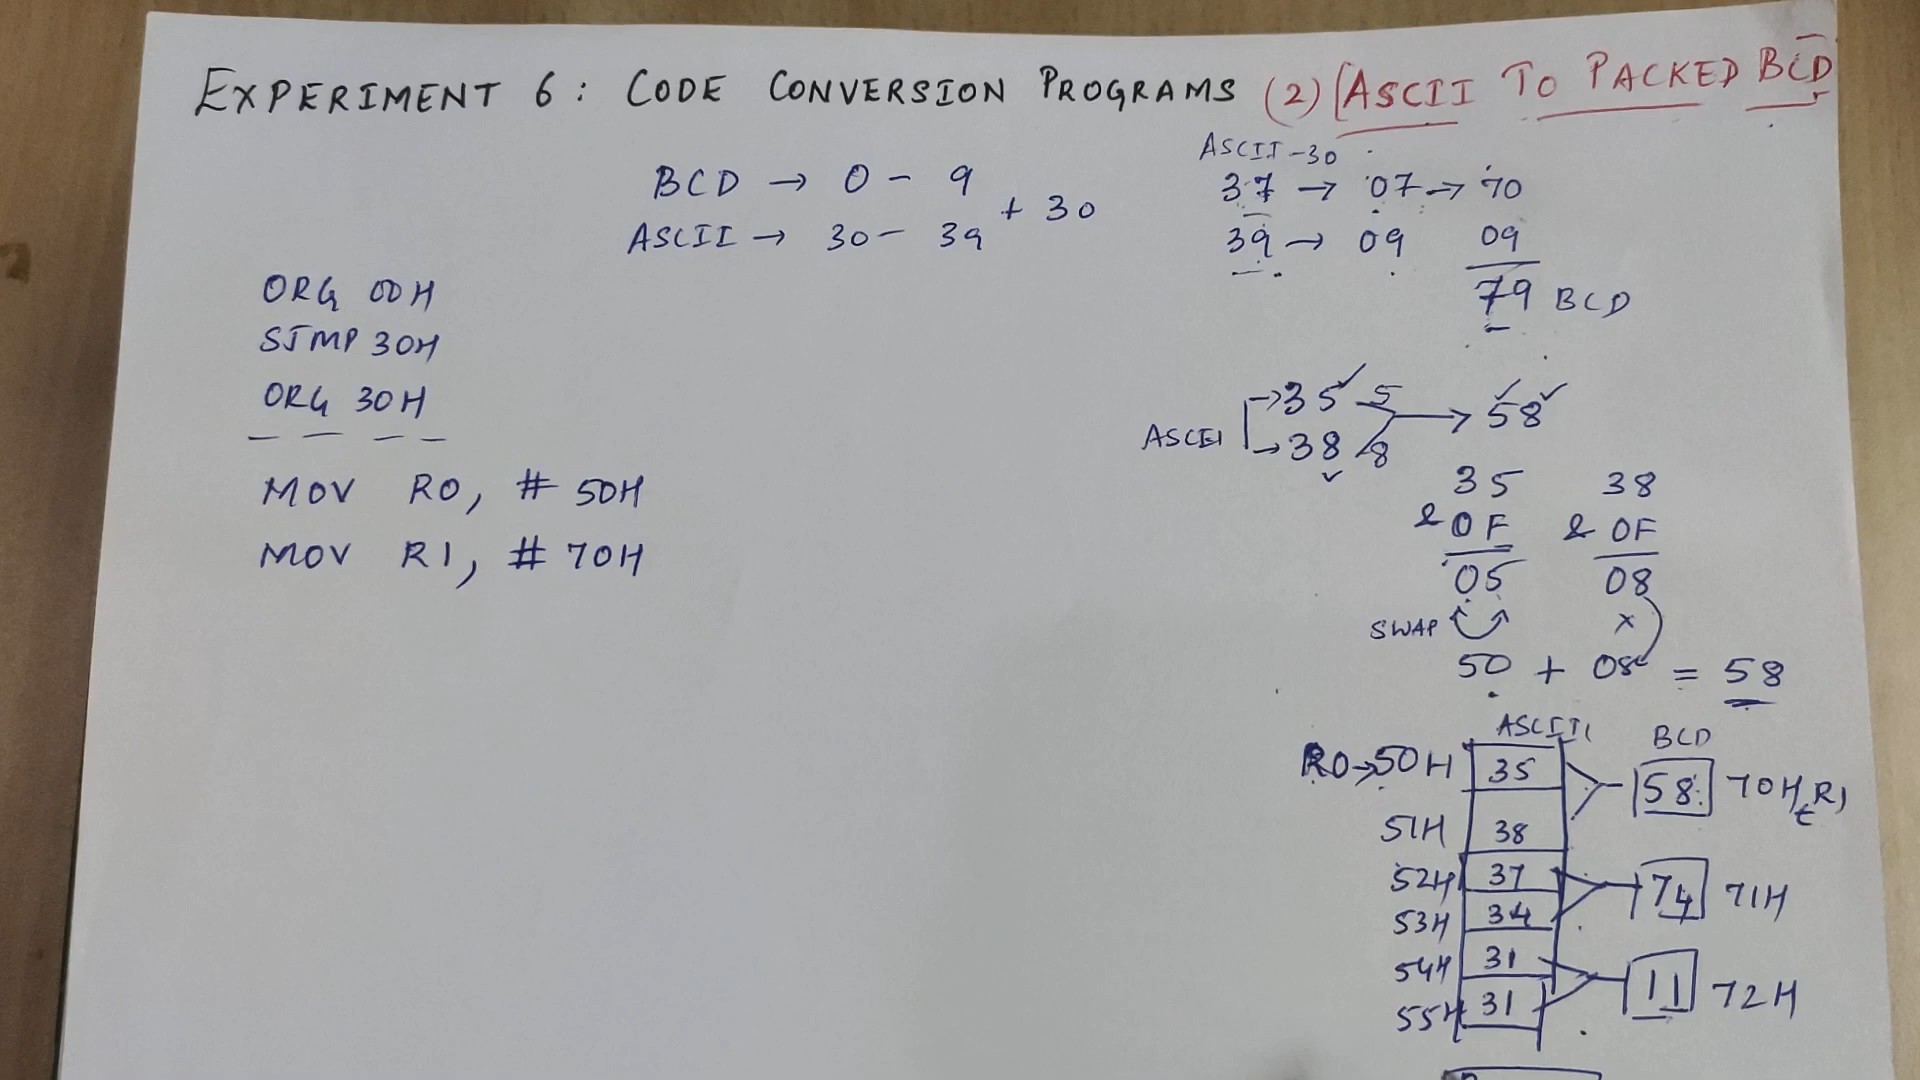 EXPERIMENT 6: CODE CONVERSION PROGRAMS (2) ASCII TO PACKED BCD
BCD → 0 - 9
ASCII → 30 - 39
+ 30
ORG 00H
SJMP 30H
ORG 30H
MOV R0, # 50H
MOV R1, # 70H
ASCII - 30
37 → 07 → 70
39 → 09 09
79 BCD
ASCII → 35 5 → 58
→ 38 8
35 38
& 0F & 0F
05 08
SWAP x
50 + 08 = 58
ASCII BCD
R0→50H 35 58 70H R1
51H 38
52H 37 74 71H
53H 34
54H 31 11 72H
55H 31